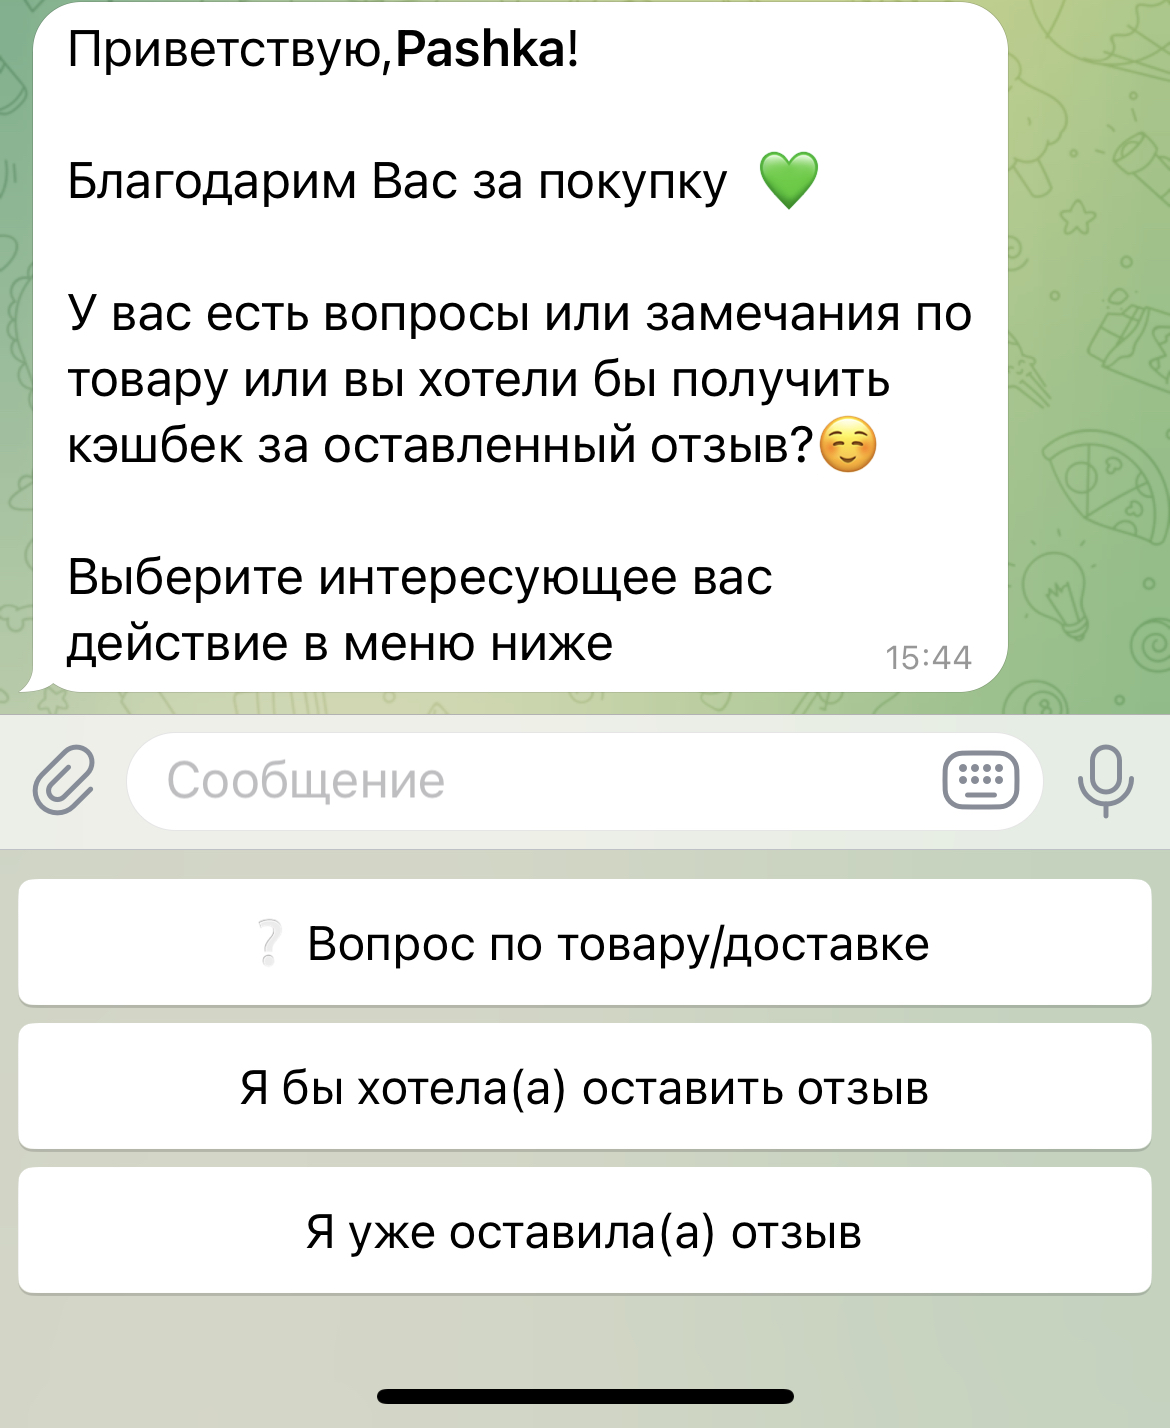 Приветствую,Pashka!
Благодарим Вас за покупку 💚
У вас есть вопросы или замечания по
товару или вы хотели бы получить
кэшбек за оставленный отзыв?☺️
Выберите интересующее вас
действие в меню ниже
15:44
Сообщение
❔ Вопрос по товару/доставке
Я бы хотела(а) оставить отзыв
Я уже оставила(а) отзыв